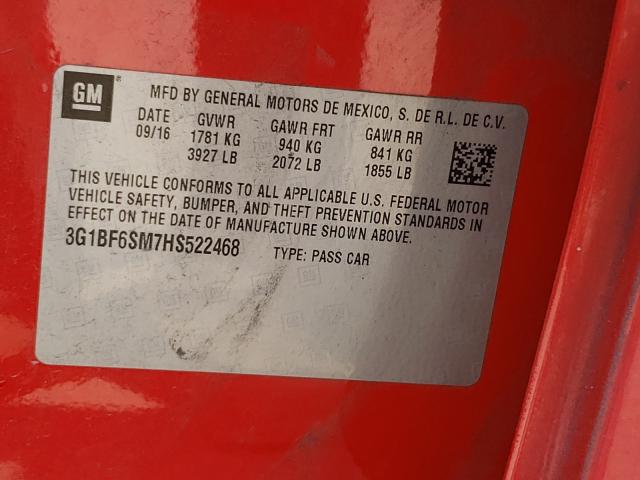 GM
MFD BY GENERAL MOTORS DE MEXICO, S. DE R.L. DE C.V.
DATE GVWR GAWR FRT GAWR RR
09/16 1781 KG 940 KG 841 KG
3927 LB 2072 LB 1855 LB
THIS VEHICLE CONFORMS TO ALL APPLICABLE U.S. FEDERAL MOTOR
VEHICLE SAFETY, BUMPER, AND THEFT PREVENTION STANDARDS IN
EFFECT ON THE DATE OF MANUFACTURE SHOWN ABOVE.
3G1BF6SM7HS522468 TYPE: PASS CAR